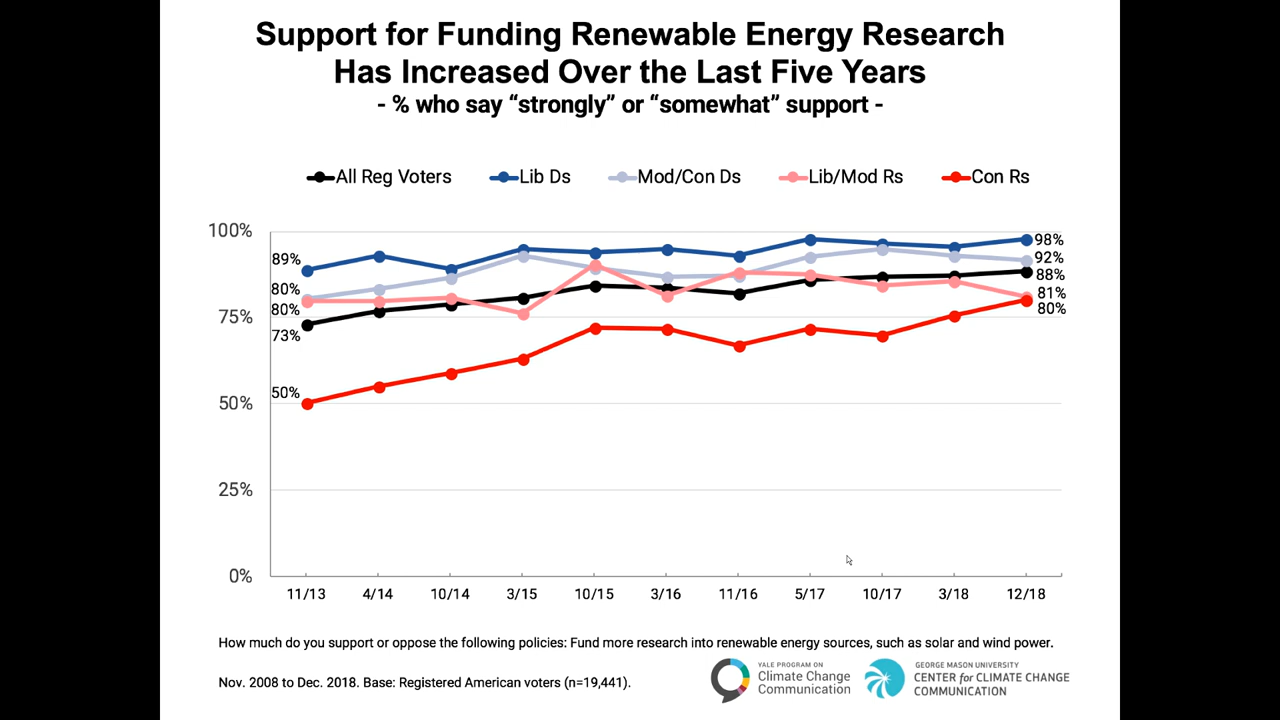 Support for Funding Renewable Energy Research
Has Increased Over the Last Five Years
- % who say “strongly” or “somewhat” support -
All Reg Voters Lib Ds Mod/Con Ds Lib/Mod Rs Con Rs
100%
75%
50%
25%
0%
89%
80%
80%
73%
50%
98%
92%
88%
81%
80%
11/13 4/14 10/14 3/15 10/15 3/16 11/16 5/17 10/17 3/18 12/18
How much do you support or oppose the following policies: Fund more research into renewable energy sources, such as solar and wind power.
Nov. 2008 to Dec. 2018. Base: Registered American voters (n=19,441).
YALE PROGRAM ON
Climate Change
Communication
GEORGE MASON UNIVERSITY
CENTER for CLIMATE CHANGE
COMMUNICATION